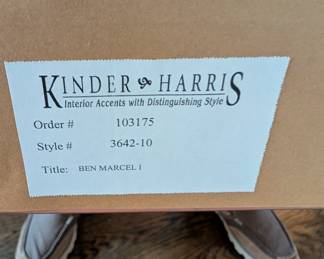 KINDER HARRIS
Interior Accents with Distinguishing Style
Order # 103175
Style # 3642-10
Title: BEN MARCEL I